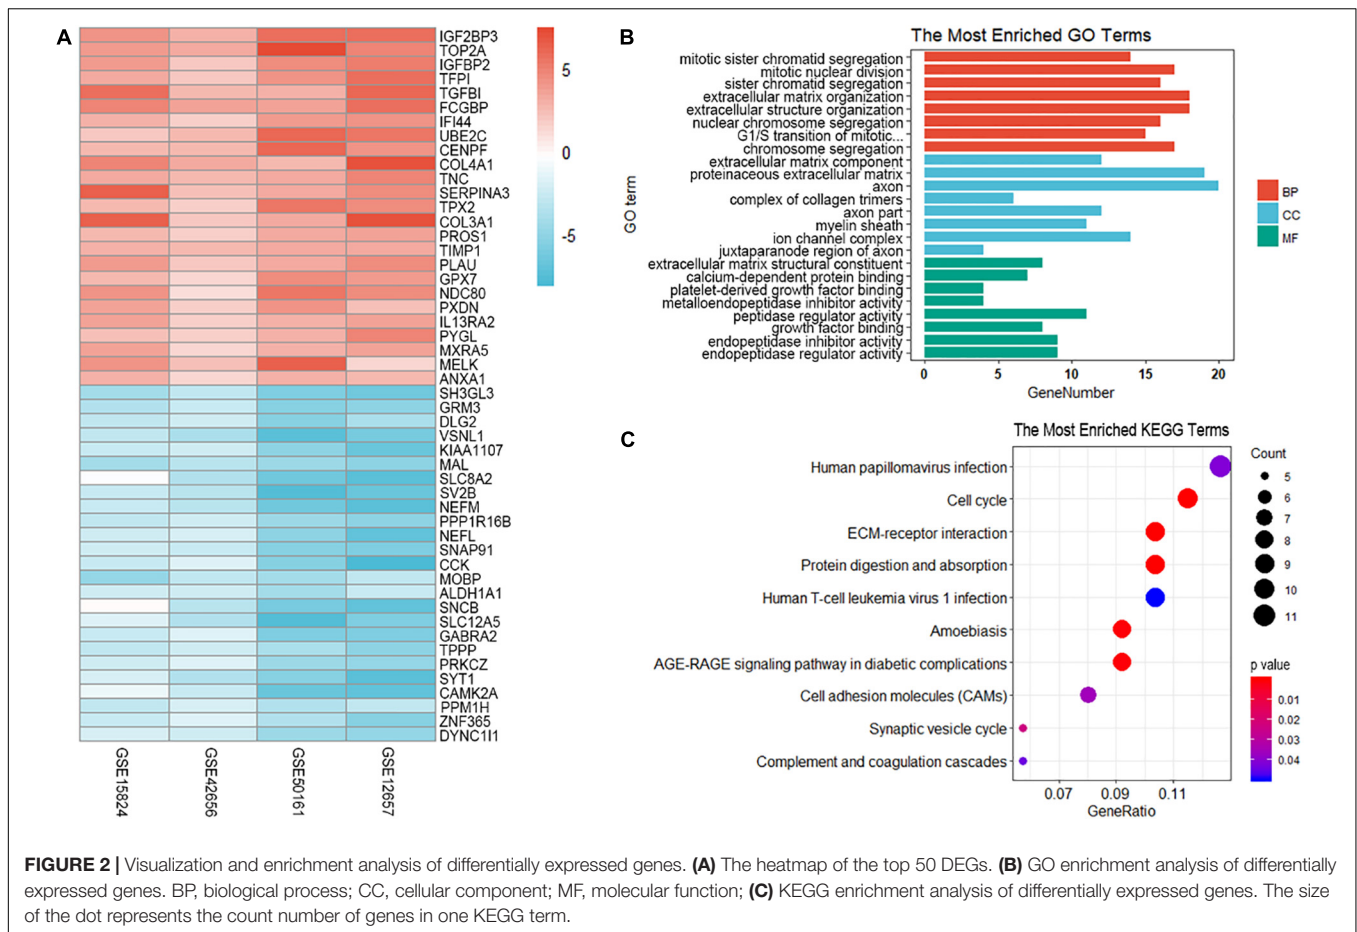 A
IGF2BP3
TOP2A
IGFBP2
TFPI
TGFBI
FCGBP
IFI44
UBE2C
CENPF
COL4A1
TNC
SERPINA3
TPX2
COL3A1
PROS1
TIMP1
PLAU
GPX7
NDC80
PXDN
IL13RA2
PYGL
MXRA5
MELK
ANXA1
SH3GL3
GRM3
DLG2
VSNL1
KIAA1107
MAL
SLC8A2
SV2B
NEFM
PPP1R16B
NEFL
SNAP91
CCK
MOBP
ALDH1A1
SNCB
SLC12A5
GABRA2
TPPP
PRKCZ
SYT1
CAMK2A
PPM1H
ZNF365
DYNC1I1
GSE15824
GSE42656
GSE50161
GSE12657
5
0
-5
B
The Most Enriched GO Terms
GO term
mitotic sister chromatid segregation
mitotic nuclear division
sister chromatid segregation
extracellular matrix organization
extracellular structure organization
nuclear chromosome segregation
G1/S transition of mitotic...
chromosome segregation
extracellular matrix component
proteinaceous extracellular matrix
axon
complex of collagen trimers
axon part
myelin sheath
ion channel complex
juxtaparanode region of axon
extracellular matrix structural constituent
calcium-dependent protein binding
platelet-derived growth factor binding
metalloendopeptidase inhibitor activity
peptidase regulator activity
growth factor binding
endopeptidase inhibitor activity
endopeptidase regulator activity
0 5 10 15 20
GeneNumber
BP
CC
MF
C
The Most Enriched KEGG Terms
Human papillomavirus infection
Cell cycle
ECM-receptor interaction
Protein digestion and absorption
Human T-cell leukemia virus 1 infection
Amoebiasis
AGE-RAGE signaling pathway in diabetic complications
Cell adhesion molecules (CAMs)
Synaptic vesicle cycle
Complement and coagulation cascades
0.07 0.09 0.11
GeneRatio
Count
5
6
7
8
9
10
11
p value
0.01
0.02
0.03
0.04
FIGURE 2 | Visualization and enrichment analysis of differentially expressed genes. (A) The heatmap of the top 50 DEGs. (B) GO enrichment analysis of differentially
expressed genes. BP, biological process; CC, cellular component; MF, molecular function; (C) KEGG enrichment analysis of differentially expressed genes. The size
of the dot represents the count number of genes in one KEGG term.